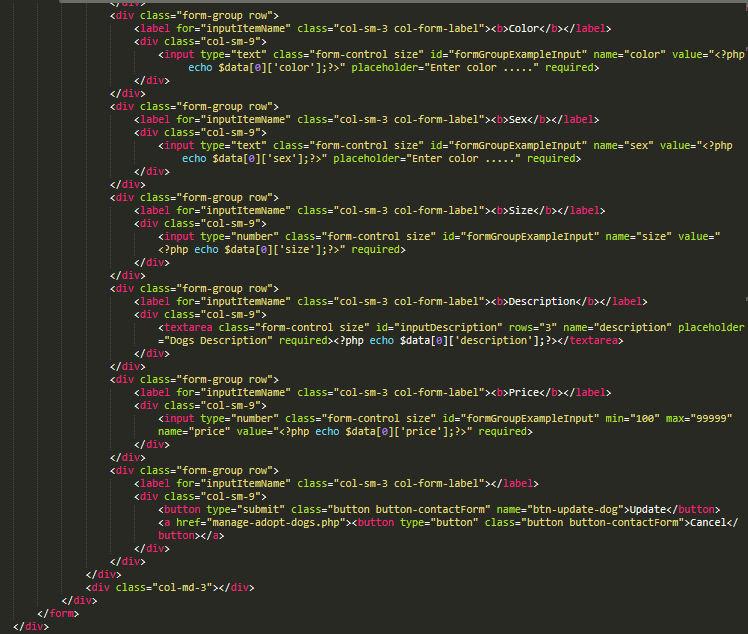 </div>
<div class="form-group row">
<label for="inputItemName" class="col-sm-3 col-form-label"><b>Color</b></label>
<div class="col-sm-9">
<input type="text" class="form-control size" id="formGroupExampleInput" name="color" value="<?php
echo $data[0]['color'];?>" placeholder="Enter color ....." required>
</div>
</div>
<div class="form-group row">
<label for="inputItemName" class="col-sm-3 col-form-label"><b>Sex</b></label>
<div class="col-sm-9">
<input type="text" class="form-control size" id="formGroupExampleInput" name="sex" value="<?php
echo $data[0]['sex'];?>" placeholder="Enter color ....." required>
</div>
</div>
<div class="form-group row">
<label for="inputItemName" class="col-sm-3 col-form-label"><b>Size</b></label>
<div class="col-sm-9">
<input type="number" class="form-control size" id="formGroupExampleInput" name="size" value="
<?php echo $data[0]['size'];?>" required>
</div>
</div>
<div class="form-group row">
<label for="inputItemName" class="col-sm-3 col-form-label"><b>Description</b></label>
<div class="col-sm-9">
<textarea class="form-control size" id="inputDescription" rows="3" name="description" placeholder
="Dogs Description" required><?php echo $data[0]['description'];?></textarea>
</div>
</div>
<div class="form-group row">
<label for="inputItemName" class="col-sm-3 col-form-label"><b>Price</b></label>
<div class="col-sm-9">
<input type="number" class="form-control size" id="formGroupExampleInput" min="100" max="99999"
name="price" value="<?php echo $data[0]['price'];?>" required>
</div>
</div>
<div class="form-group row">
<label for="inputItemName" class="col-sm-3 col-form-label"></label>
<div class="col-sm-9">
<button type="submit" class="button button-contactForm" name="btn-update-dog">Update</button>
<a href="manage-adopt-dogs.php"><button type="button" class="button button-contactForm">Cancel</
button></a>
</div>
</div>
</div>
<div class="col-md-3"></div>
</div>
</form>
</div>